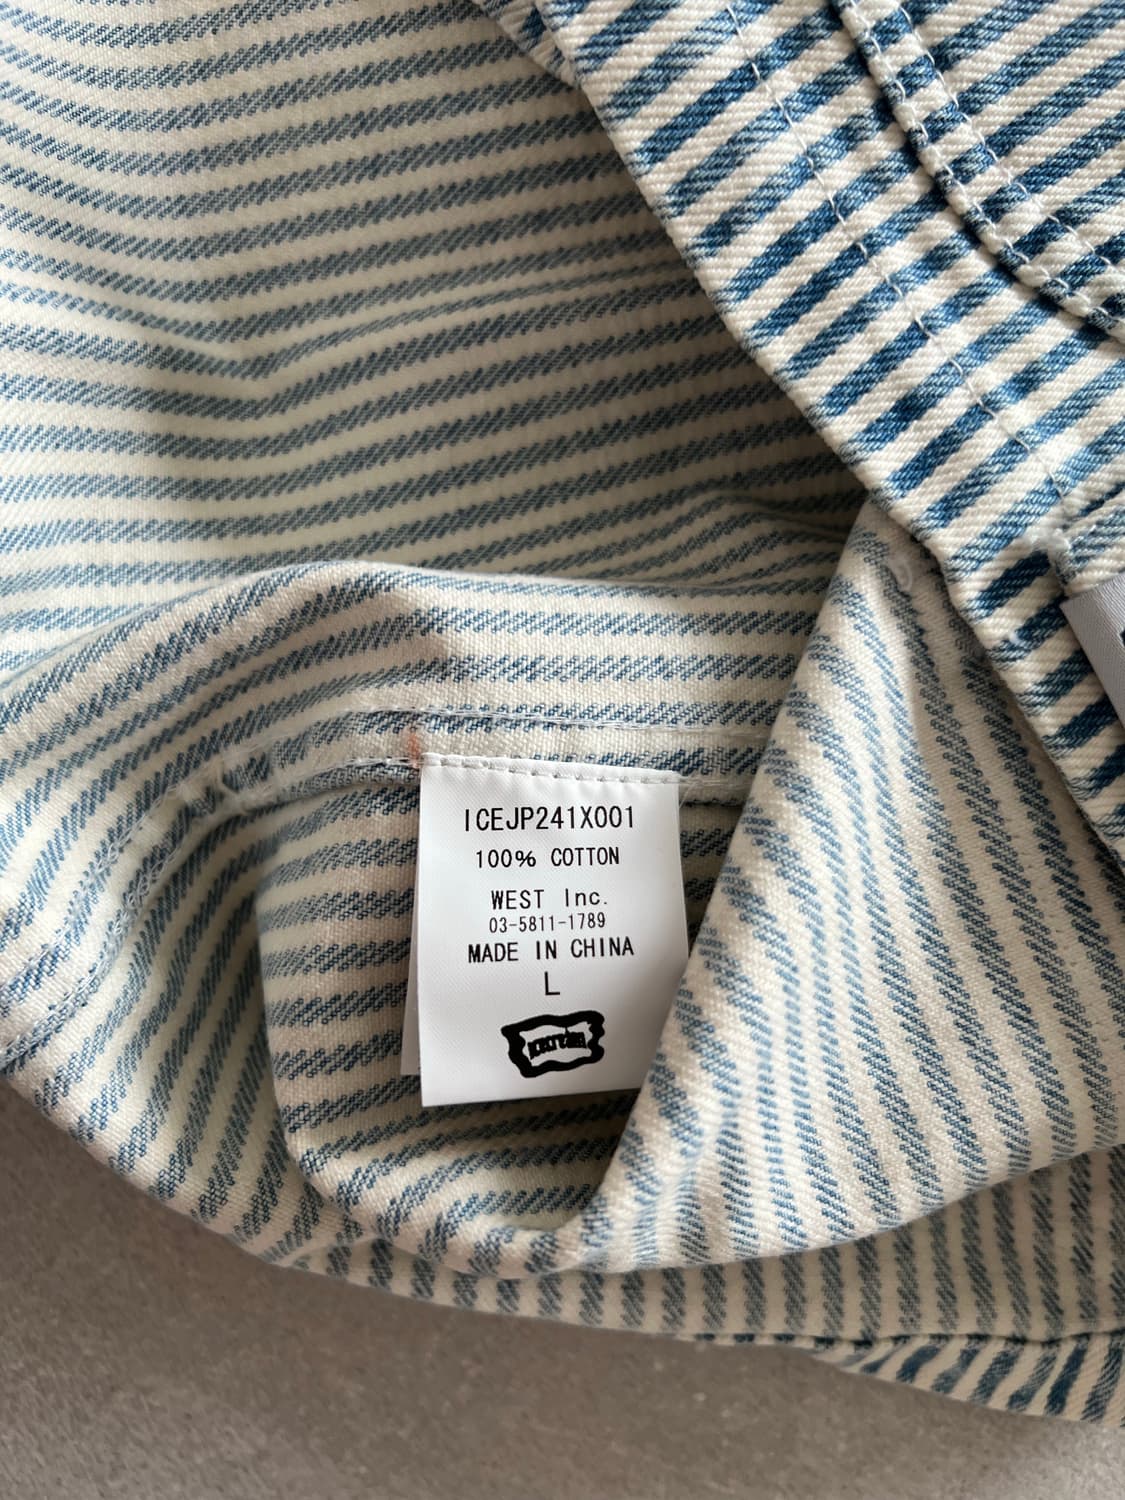 ICEJP241X001
100% COTTON
WEST Inc.
03-5811-1789
MADE IN CHINA
L